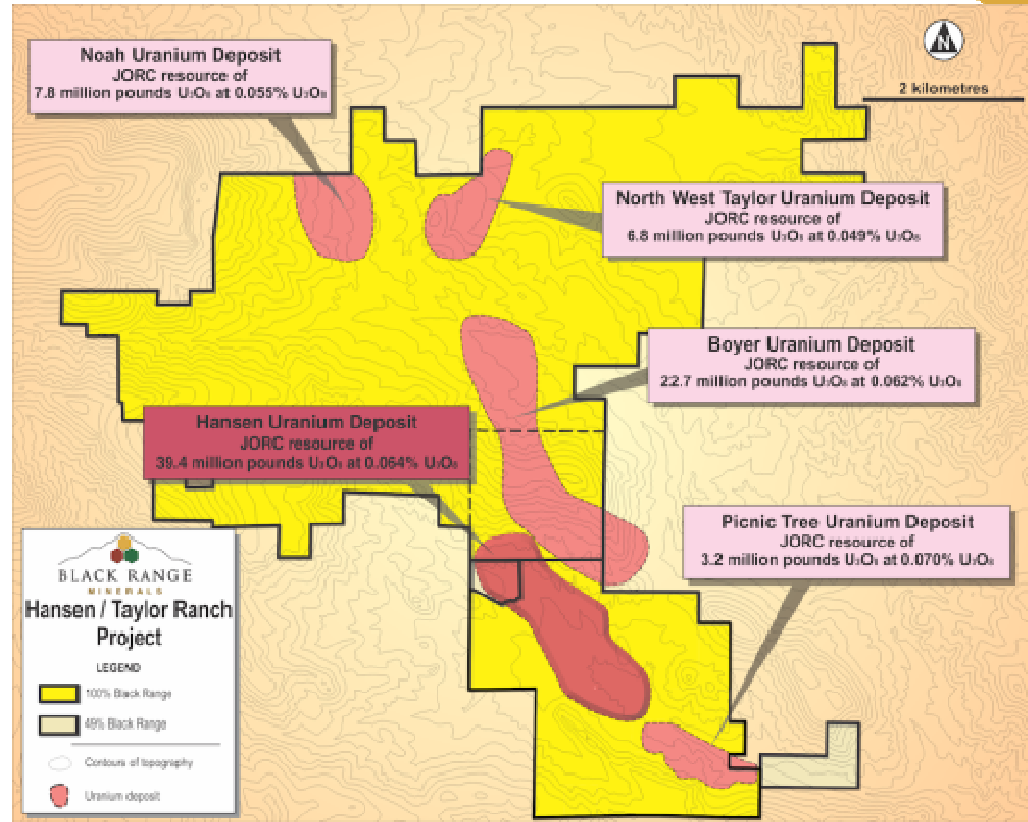 Noah Uranium Deposit
JORC resource of
7.8 million pounds U₃O₈ at 0.055% U₃O₈
N
2 kilometres
North West Taylor Uranium Deposit
JORC resource of
6.8 million pounds U₃O₈ at 0.049% U₃O₈
Boyer Uranium Deposit
JORC resource of
22.7 million pounds U₃O₈ at 0.062% U₃O₈
Hansen Uranium Deposit
JORC resource of
39.4 million pounds U₃O₈ at 0.064% U₃O₈
Picnic Tree Uranium Deposit
JORC resource of
3.2 million pounds U₃O₈ at 0.070% U₃O₈
BLACK RANGE
MINERALS
Hansen / Taylor Ranch
Project
LEGEND
100% Black Range
49% Black Range
Contours of topography
Uranium deposit